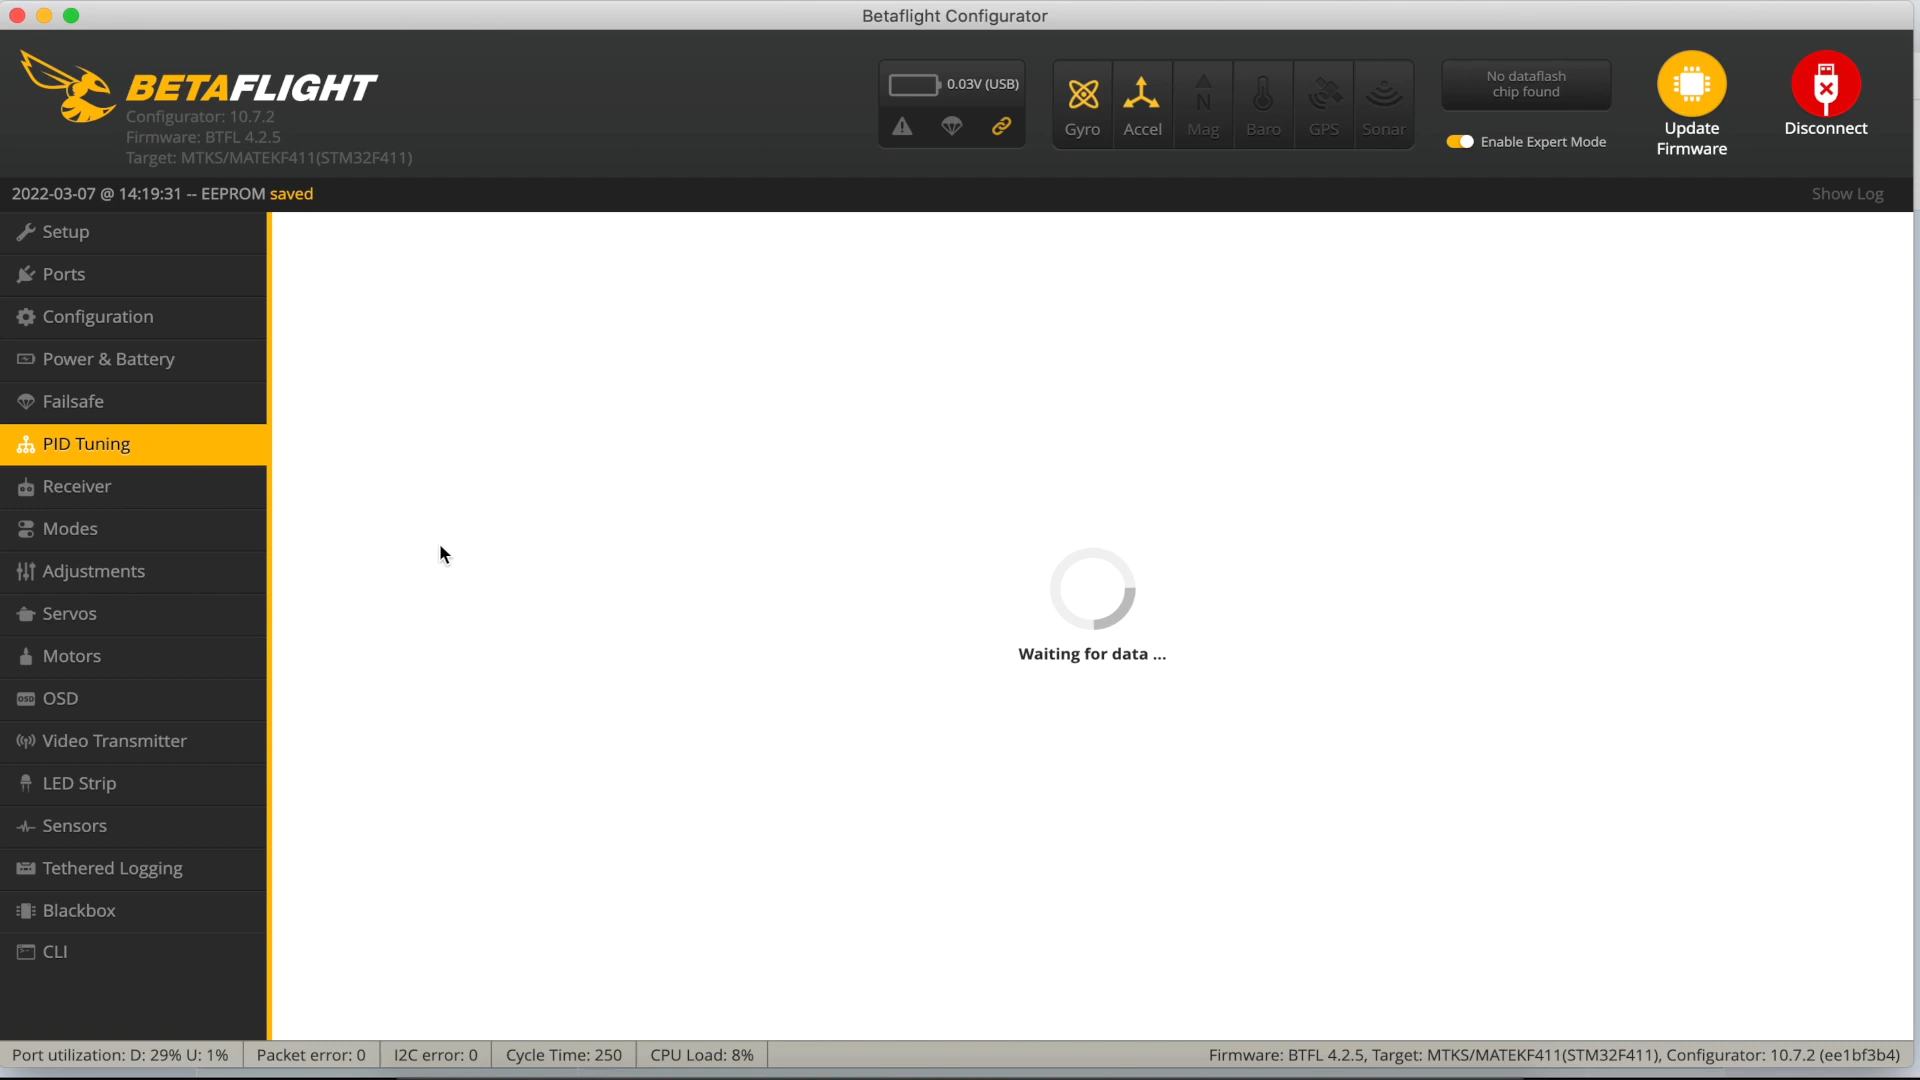 Betaflight Configurator
BETAFLIGHT
Configurator: 10.7.2
Firmware: BTFL 4.2.5
Target: MTKS/MATEKF411(STM32F411)
0.03V (USB)
Gyro
Accel
Mag
Baro
GPS
Sonar
No dataflash
chip found
Enable Expert Mode
Update
Firmware
Disconnect
2022-03-07 @ 14:19:31 -- EEPROM saved
Show Log
Setup
Ports
Configuration
Power & Battery
Failsafe
PID Tuning
Receiver
Modes
Adjustments
Servos
Motors
OSD
Video Transmitter
LED Strip
Sensors
Tethered Logging
Blackbox
CLI
Waiting for data ...
Port utilization: D: 29% U: 1%
Packet error: 0
I2C error: 0
Cycle Time: 250
CPU Load: 8%
Firmware: BTFL 4.2.5, Target: MTKS/MATEKF411(STM32F411), Configurator: 10.7.2 (ee1bf3b4)